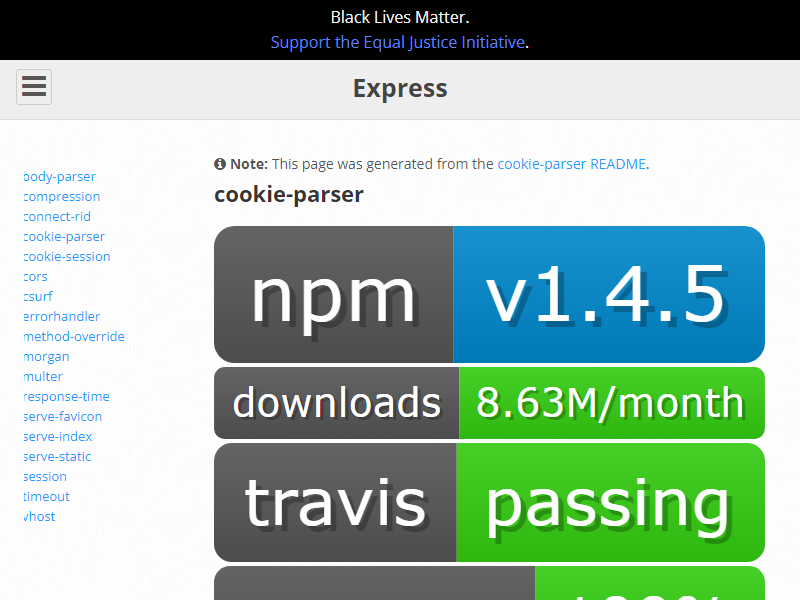 Black Lives Matter.
Support the Equal Justice Initiative.
Express
body-parser
compression
connect-rid
cookie-parser
cookie-session
cors
csurf
errorhandler
method-override
morgan
multer
response-time
serve-favicon
serve-index
serve-static
session
timeout
vhost
Note: This page was generated from the cookie-parser README.
cookie-parser
npm v1.4.5
downloads 8.63M/month
travis passing